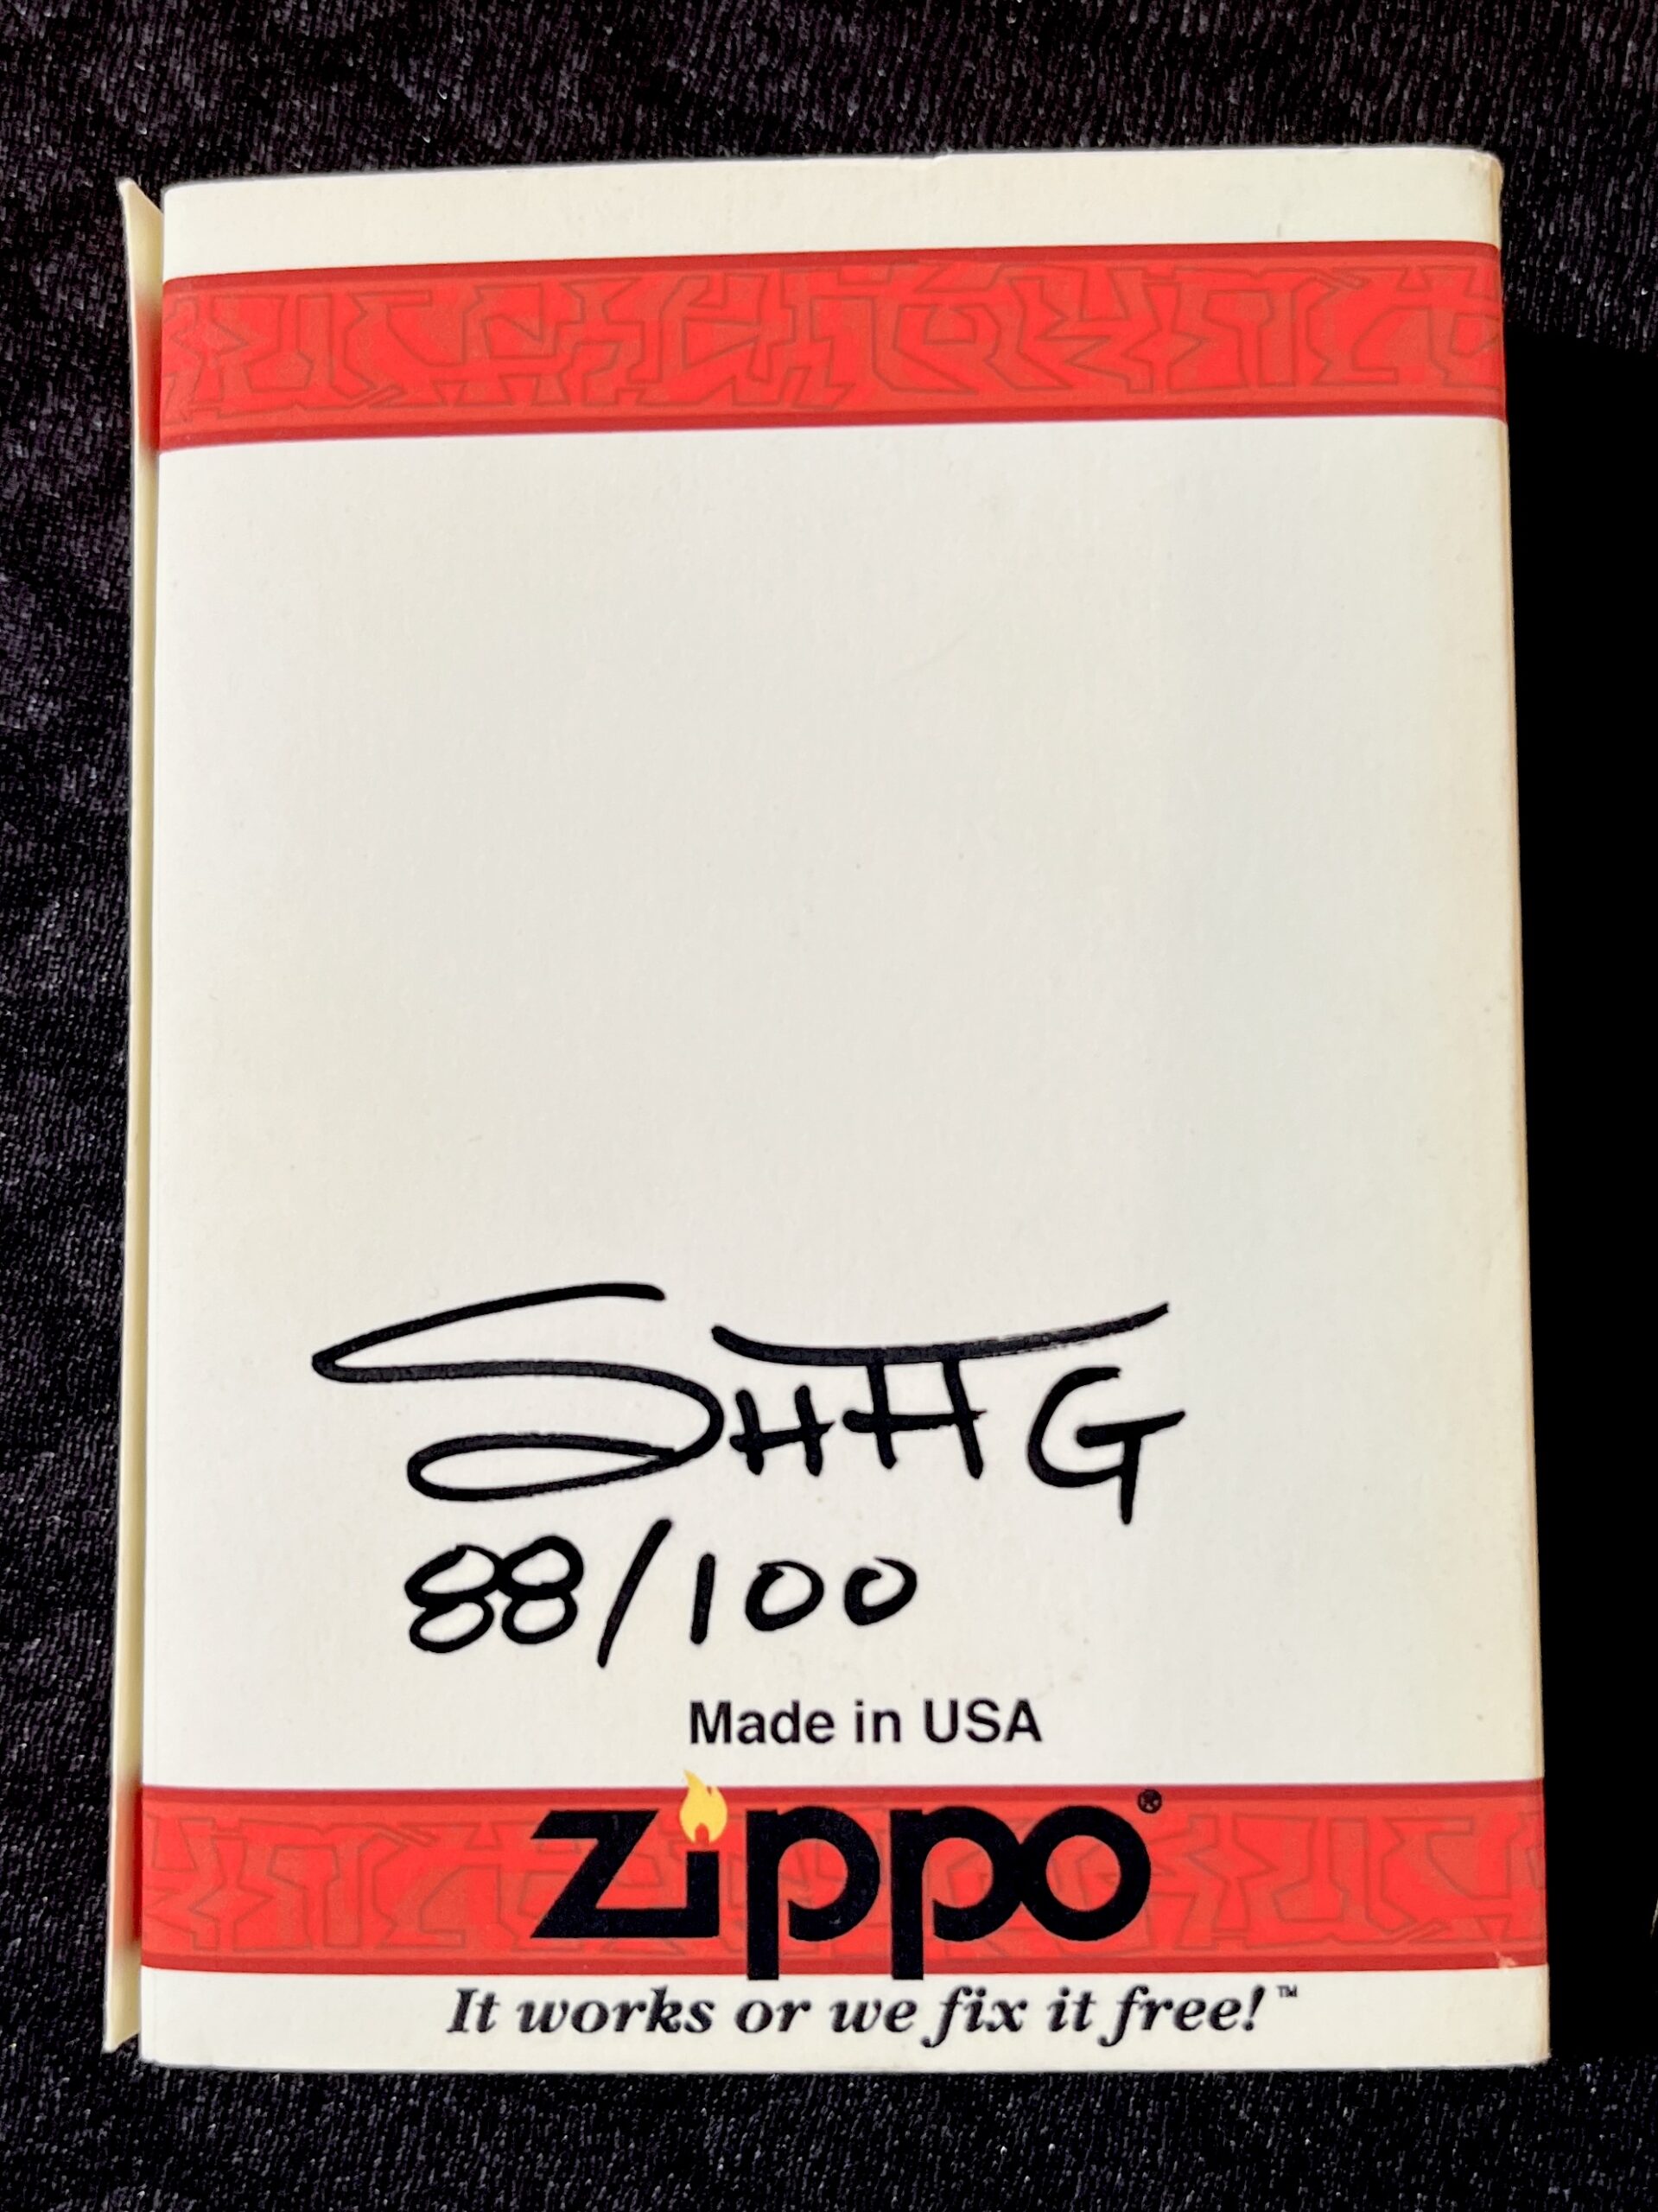 SHAG
88/100
Made in USA
zippo®
It works or we fix it free!™